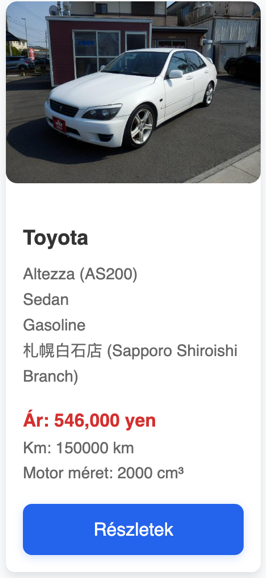 Toyota
Altezza (AS200)
Sedan
Gasoline
札幌白石店 (Sapporo Shiroishi
Branch)
Ár: 546,000 yen
Km: 150000 km
Motor méret: 2000 cm³
Részletek